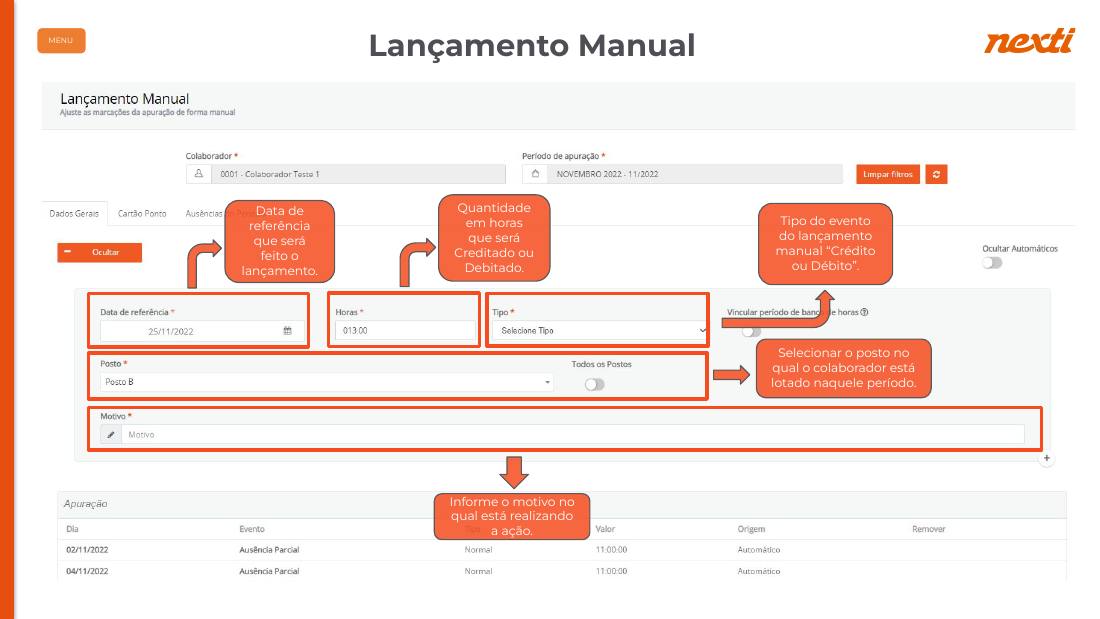 MENU
Lançamento Manual
nexti
Lançamento Manual
Ajuste as marcações da apuração de forma manual
Colaborador *
Período de apuração *
0001 - Colaborador Teste 1
NOVEMBRO 2022 - 11/2022
Limpar filtros
Dados Gerais
Cartão Ponto
Ausências
Data de
referência
que será
feito o
lançamento.
Quantidade
em horas
que será
Creditado ou
Debitado.
Tipo do evento
do lançamento
manual “Crédito
ou Débito”.
Ocultar
Ocultar Automáticos
Data de referência *
Horas *
Tipo *
Vincular período de banco de horas
25/11/2022
013:00
Selecione Tipo
Posto *
Todos os Postos
Posto B
Selecionar o posto no
qual o colaborador está
lotado naquele período.
Motivo *
Motivo
+
Informe o motivo no
qual está realizando
a ação.
Apuração
Dia
Evento
Tipo
Valor
Origem
Remover
02/11/2022
Ausência Parcial
Normal
11:00:00
Automático
04/11/2022
Ausência Parcial
Normal
11:00:00
Automático